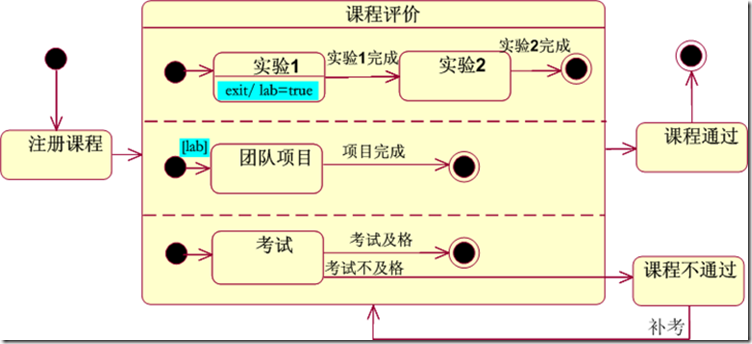 课程评价
实验1
exit/ lab=true
实验1完成
实验2
实验2完成
注册课程
[lab]
团队项目
项目完成
课程通过
考试
考试及格
考试不及格
课程不通过
补考